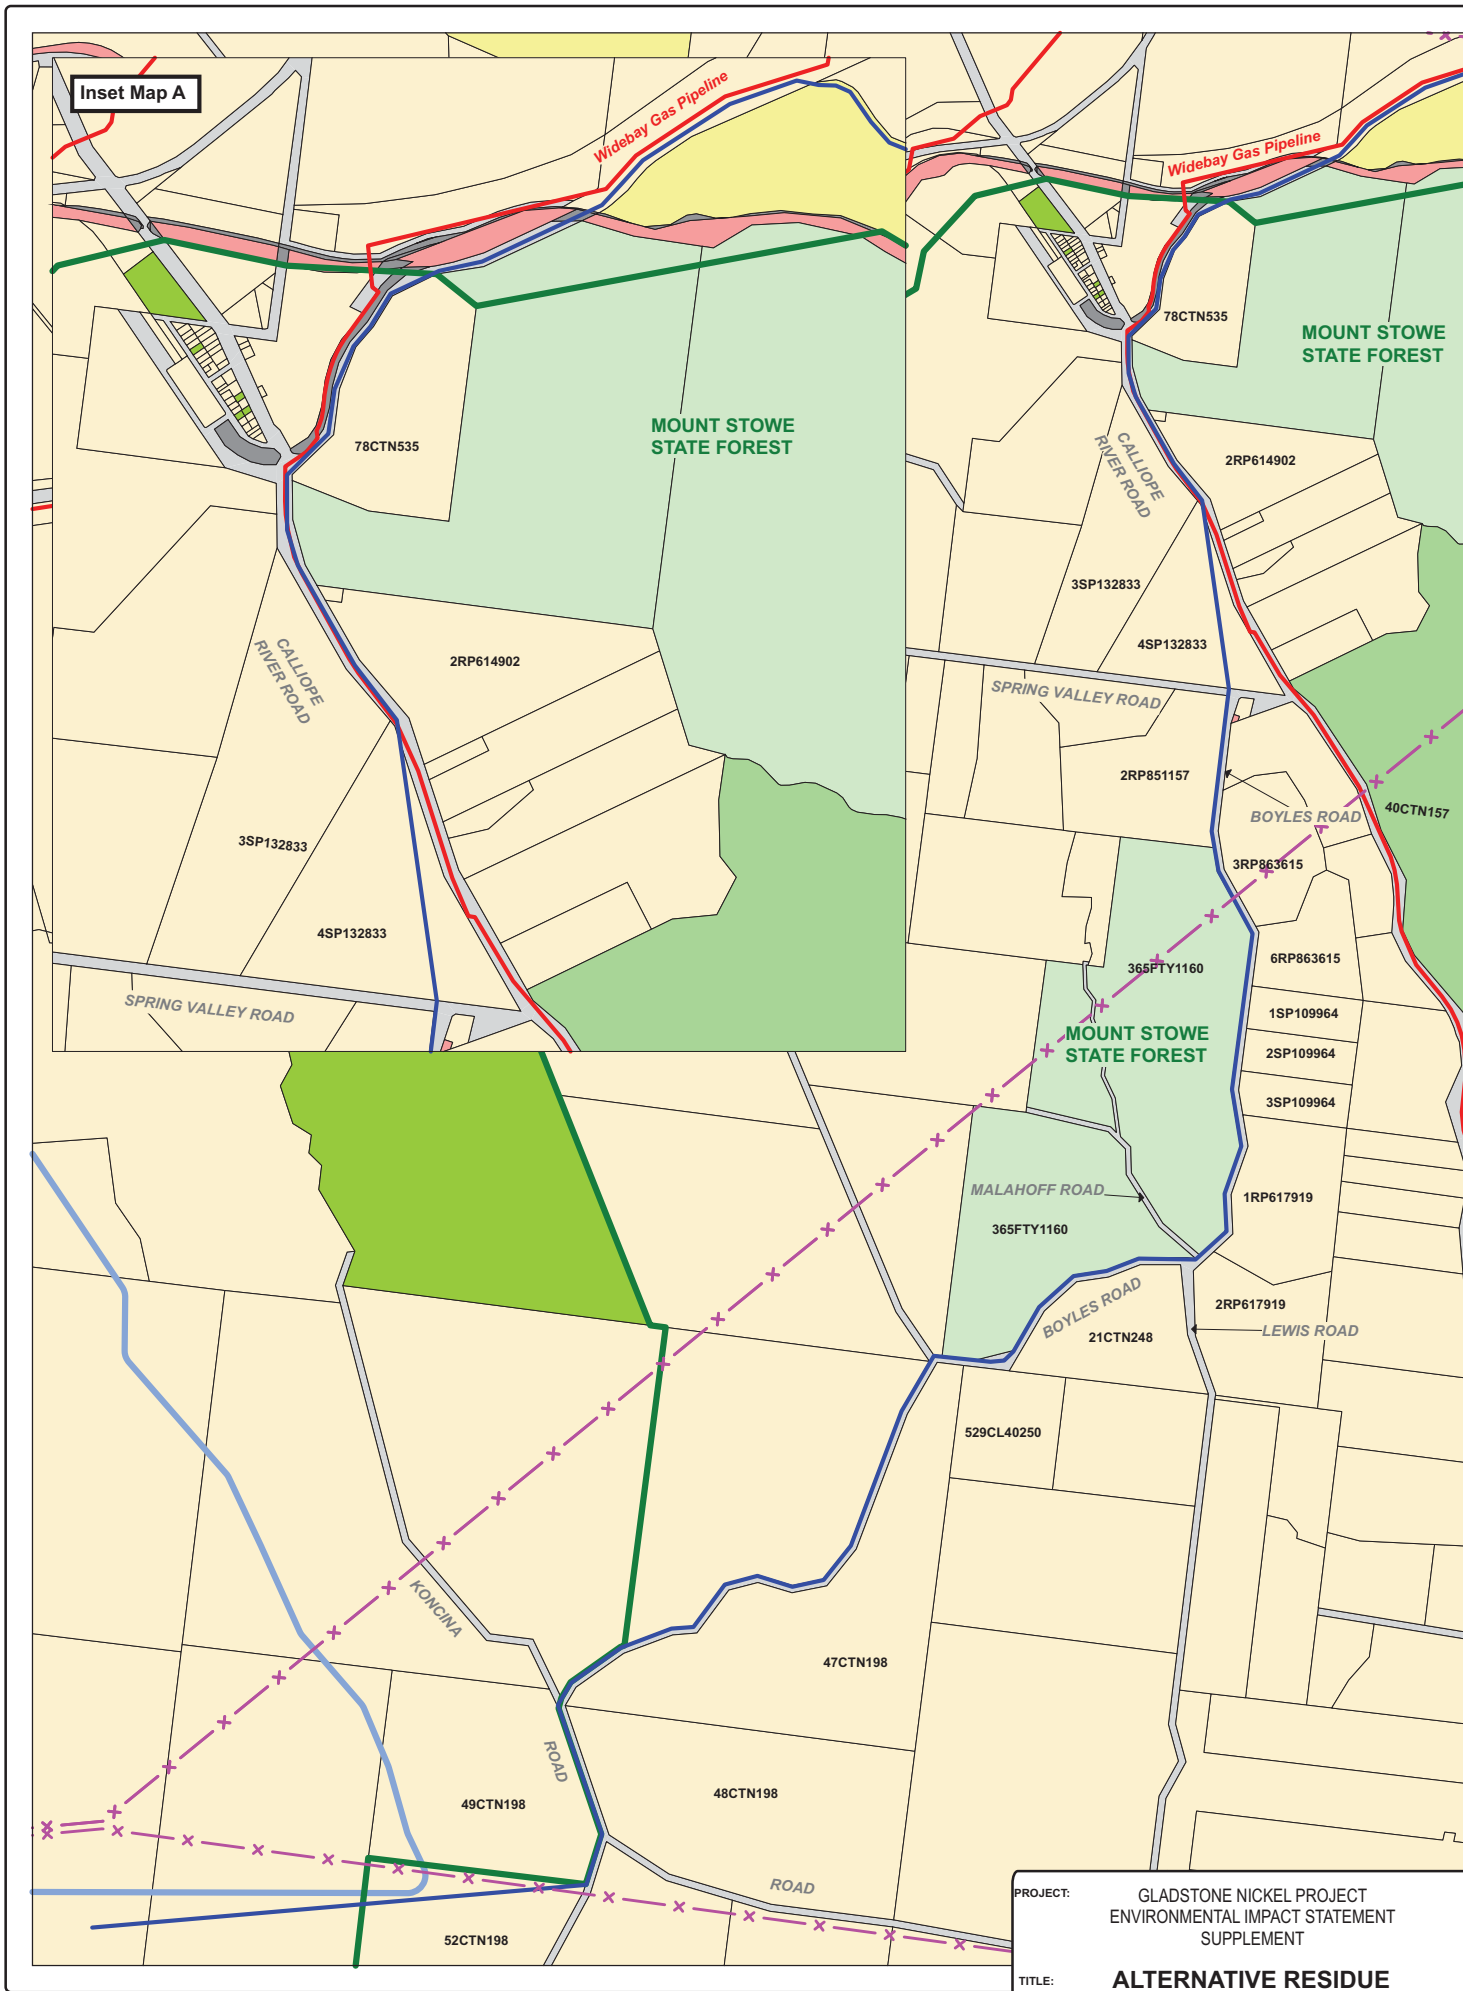 Inset Map A
Widebay Gas Pipeline
78CTN535
MOUNT STOWE
STATE FOREST
CALLIOPE
RIVER ROAD
2RP614902
3SP132833
4SP132833
SPRING VALLEY ROAD
Widebay Gas Pipeline
78CTN535
MOUNT STOWE
STATE FOREST
CALLIOPE
RIVER ROAD
2RP614902
3SP132833
4SP132833
SPRING VALLEY ROAD
2RP851157
BOYLES ROAD
40CTN157
3RP863615
6RP863615
365FTY1160
1SP109964
MOUNT STOWE
STATE FOREST
2SP109964
3SP109964
MALAHOFF ROAD
1RP617919
365FTY1160
BOYLES ROAD
2RP617919
21CTN248
LEWIS ROAD
529CL40250
KONCINA
47CTN198
ROAD
48CTN198
49CTN198
ROAD
52CTN198
PROJECT:
GLADSTONE NICKEL PROJECT
ENVIRONMENTAL IMPACT STATEMENT
SUPPLEMENT
TITLE:
ALTERNATIVE RESIDUE